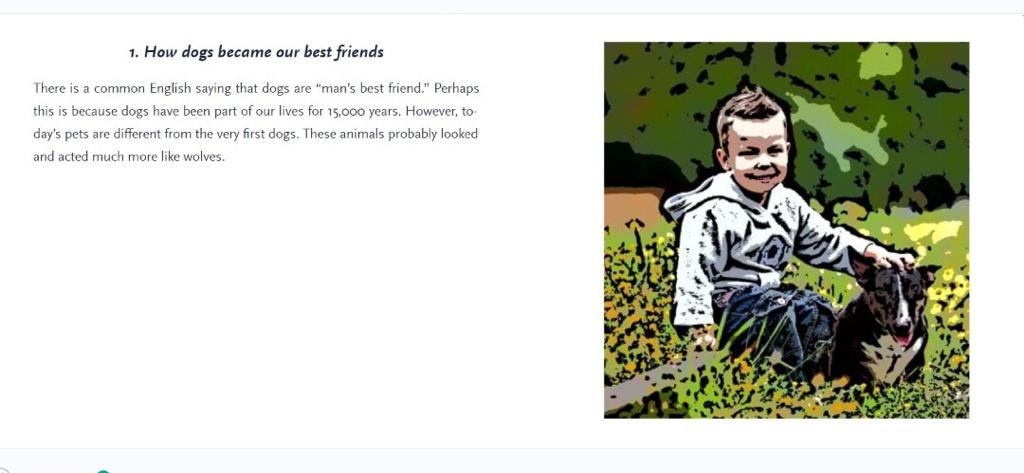 1. How dogs became our best friends
There is a common English saying that dogs are “man's best friend.” Perhaps
this is because dogs have been part of our lives for 15,000 years. However, to-
day's pets are different from the very first dogs. These animals probably looked
and acted much more like wolves.